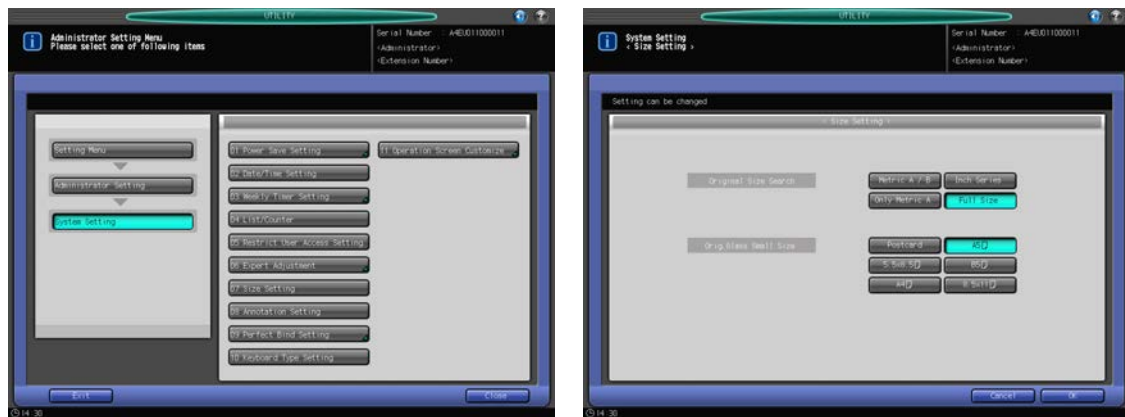 UTILITY
Administrator Setting Menu
Please select one of following items
Serial Number : A4EU011000011
<Administrator>
<Extension Number>
Setting Menu
Administrator Setting
System Setting
01 Power Save Setting
02 Date/Time Setting
03 Weekly Timer Setting
04 List/Counter
05 Restrict User Access Setting
06 Expert Adjustment
07 Size Setting
08 Annotation Setting
09 Perfect Bind Setting
10 Keyboard Type Setting
11 Operation Screen Customize
Exit
Close
14:30
UTILITY
System Setting
< Size Setting >
Serial Number : A4EU011000011
<Administrator>
<Extension Number>
Setting can be changed
< Size Setting >
Original Size Search
Metric A / B
Inch Series
Only Metric A
Full Size
Orig.Glass Small Size
Postcard
A5
5.5x8.5
B5
A4
8.5x11
Cancel
OK
14:30